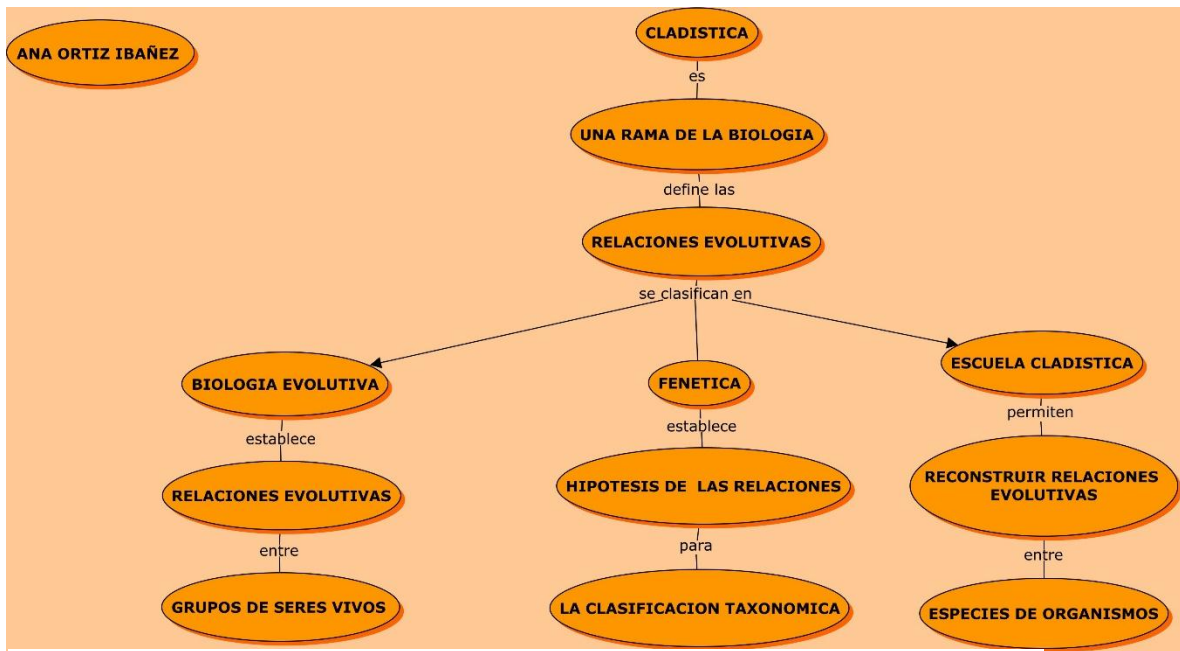 ANA ORTIZ IBAÑEZ
CLADISTICA
es
UNA RAMA DE LA BIOLOGIA
define las
RELACIONES EVOLUTIVAS
se clasifican en
BIOLOGIA EVOLUTIVA
establece
RELACIONES EVOLUTIVAS
entre
GRUPOS DE SERES VIVOS
FENETICA
establece
HIPOTESIS DE LAS RELACIONES
para
LA CLASIFICACION TAXONOMICA
ESCUELA CLADISTICA
permiten
RECONSTRUIR RELACIONES
EVOLUTIVAS
entre
ESPECIES DE ORGANISMOS